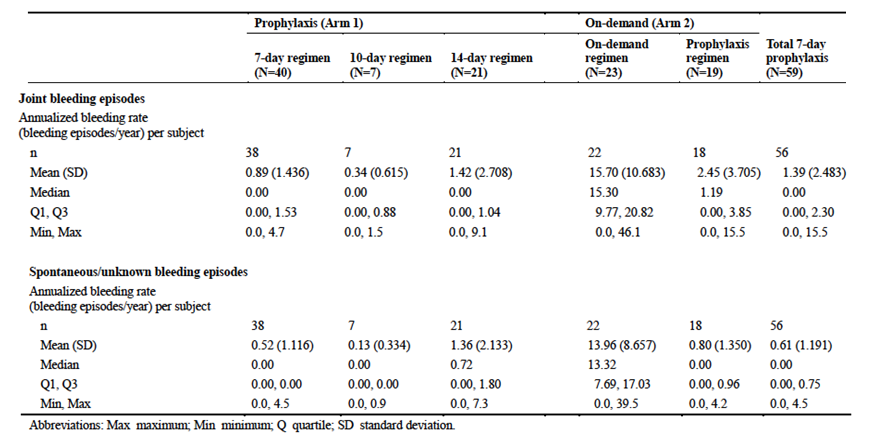 Prophylaxis (Arm 1) On-demand (Arm 2)
7-day regimen (N=40) 10-day regimen (N=7) 14-day regimen (N=21) On-demand regimen (N=23) Prophylaxis regimen (N=19) Total 7-day prophylaxis (N=59)
Joint bleeding episodes
Annualized bleeding rate
(bleeding episodes/year) per subject
n 38 7 21 22 18 56
Mean (SD) 0.89 (1.436) 0.34 (0.615) 1.42 (2.708) 15.70 (10.683) 2.45 (3.705) 1.39 (2.483)
Median 0.00 0.00 0.00 15.30 1.19 0.00
Q1, Q3 0.00, 1.53 0.00, 0.88 0.00, 1.04 9.77, 20.82 0.00, 3.85 0.00, 2.30
Min, Max 0.0, 4.7 0.0, 1.5 0.0, 9.1 0.0, 46.1 0.0, 15.5 0.0, 15.5
Spontaneous/unknown bleeding episodes
Annualized bleeding rate
(bleeding episodes/year) per subject
n 38 7 21 22 18 56
Mean (SD) 0.52 (1.116) 0.13 (0.334) 1.36 (2.133) 13.96 (8.657) 0.80 (1.350) 0.61 (1.191)
Median 0.00 0.00 0.72 13.32 0.00 0.00
Q1, Q3 0.00, 0.00 0.00, 0.00 0.00, 1.80 7.69, 17.03 0.00, 0.96 0.00, 0.75
Min, Max 0.0, 4.5 0.0, 0.9 0.0, 7.3 0.0, 39.5 0.0, 4.2 0.0, 4.5
Abbreviations: Max maximum; Min minimum; Q quartile; SD standard deviation.